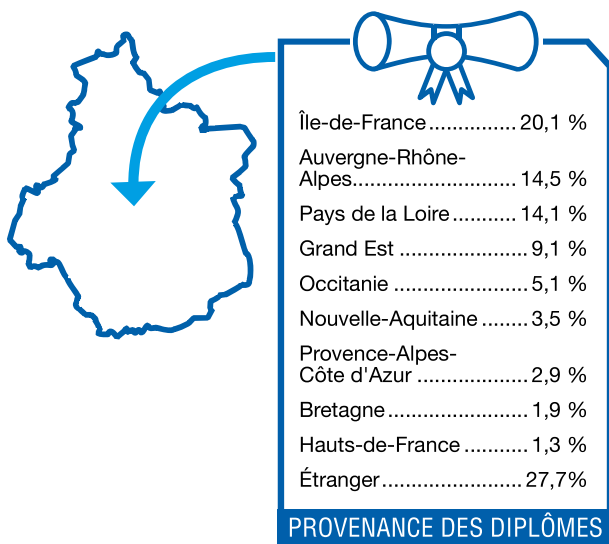 Île-de-France ............... 20,1 %
Auvergne-Rhône-
Alpes............................ 14,5 %
Pays de la Loire ........... 14,1 %
Grand Est ...................... 9,1 %
Occitanie ....................... 5,1 %
Nouvelle-Aquitaine ........ 3,5 %
Provence-Alpes-
Côte d'Azur ................... 2,9 %
Bretagne ........................ 1,9 %
Hauts-de-France ........... 1,3 %
Étranger ........................ 27,7%
PROVENANCE DES DIPLÔMES